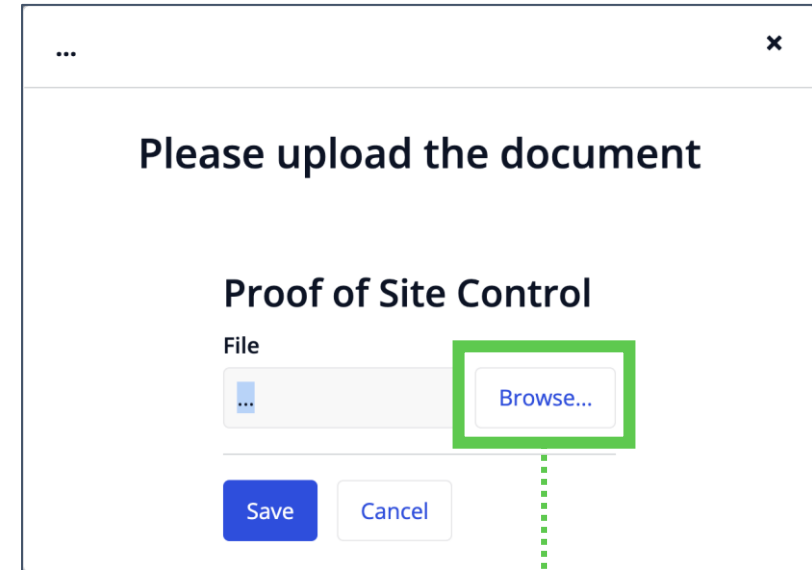 ...
×
Please upload the document
Proof of Site Control
File
...
Browse...
Save
Cancel